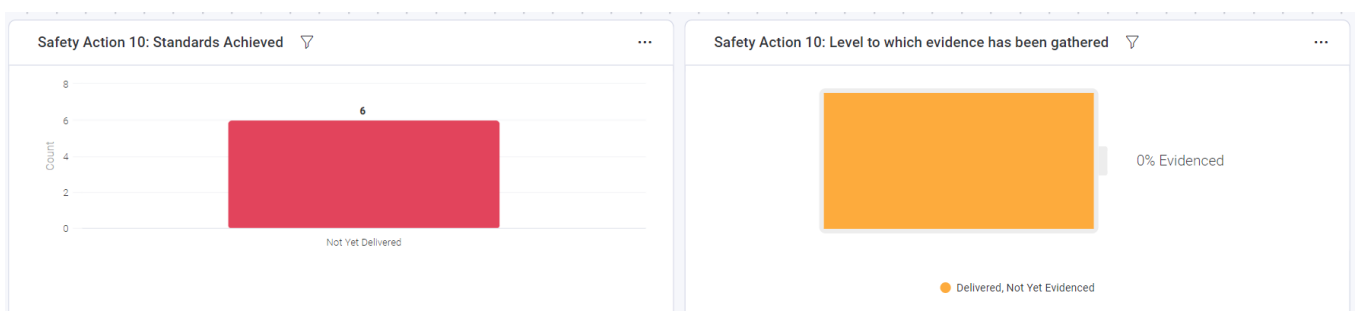 Safety Action 10: Standards Achieved
8
6
4
2
0
Count
6
Not Yet Delivered
Safety Action 10: Level to which evidence has been gathered
0% Evidenced
Delivered, Not Yet Evidenced